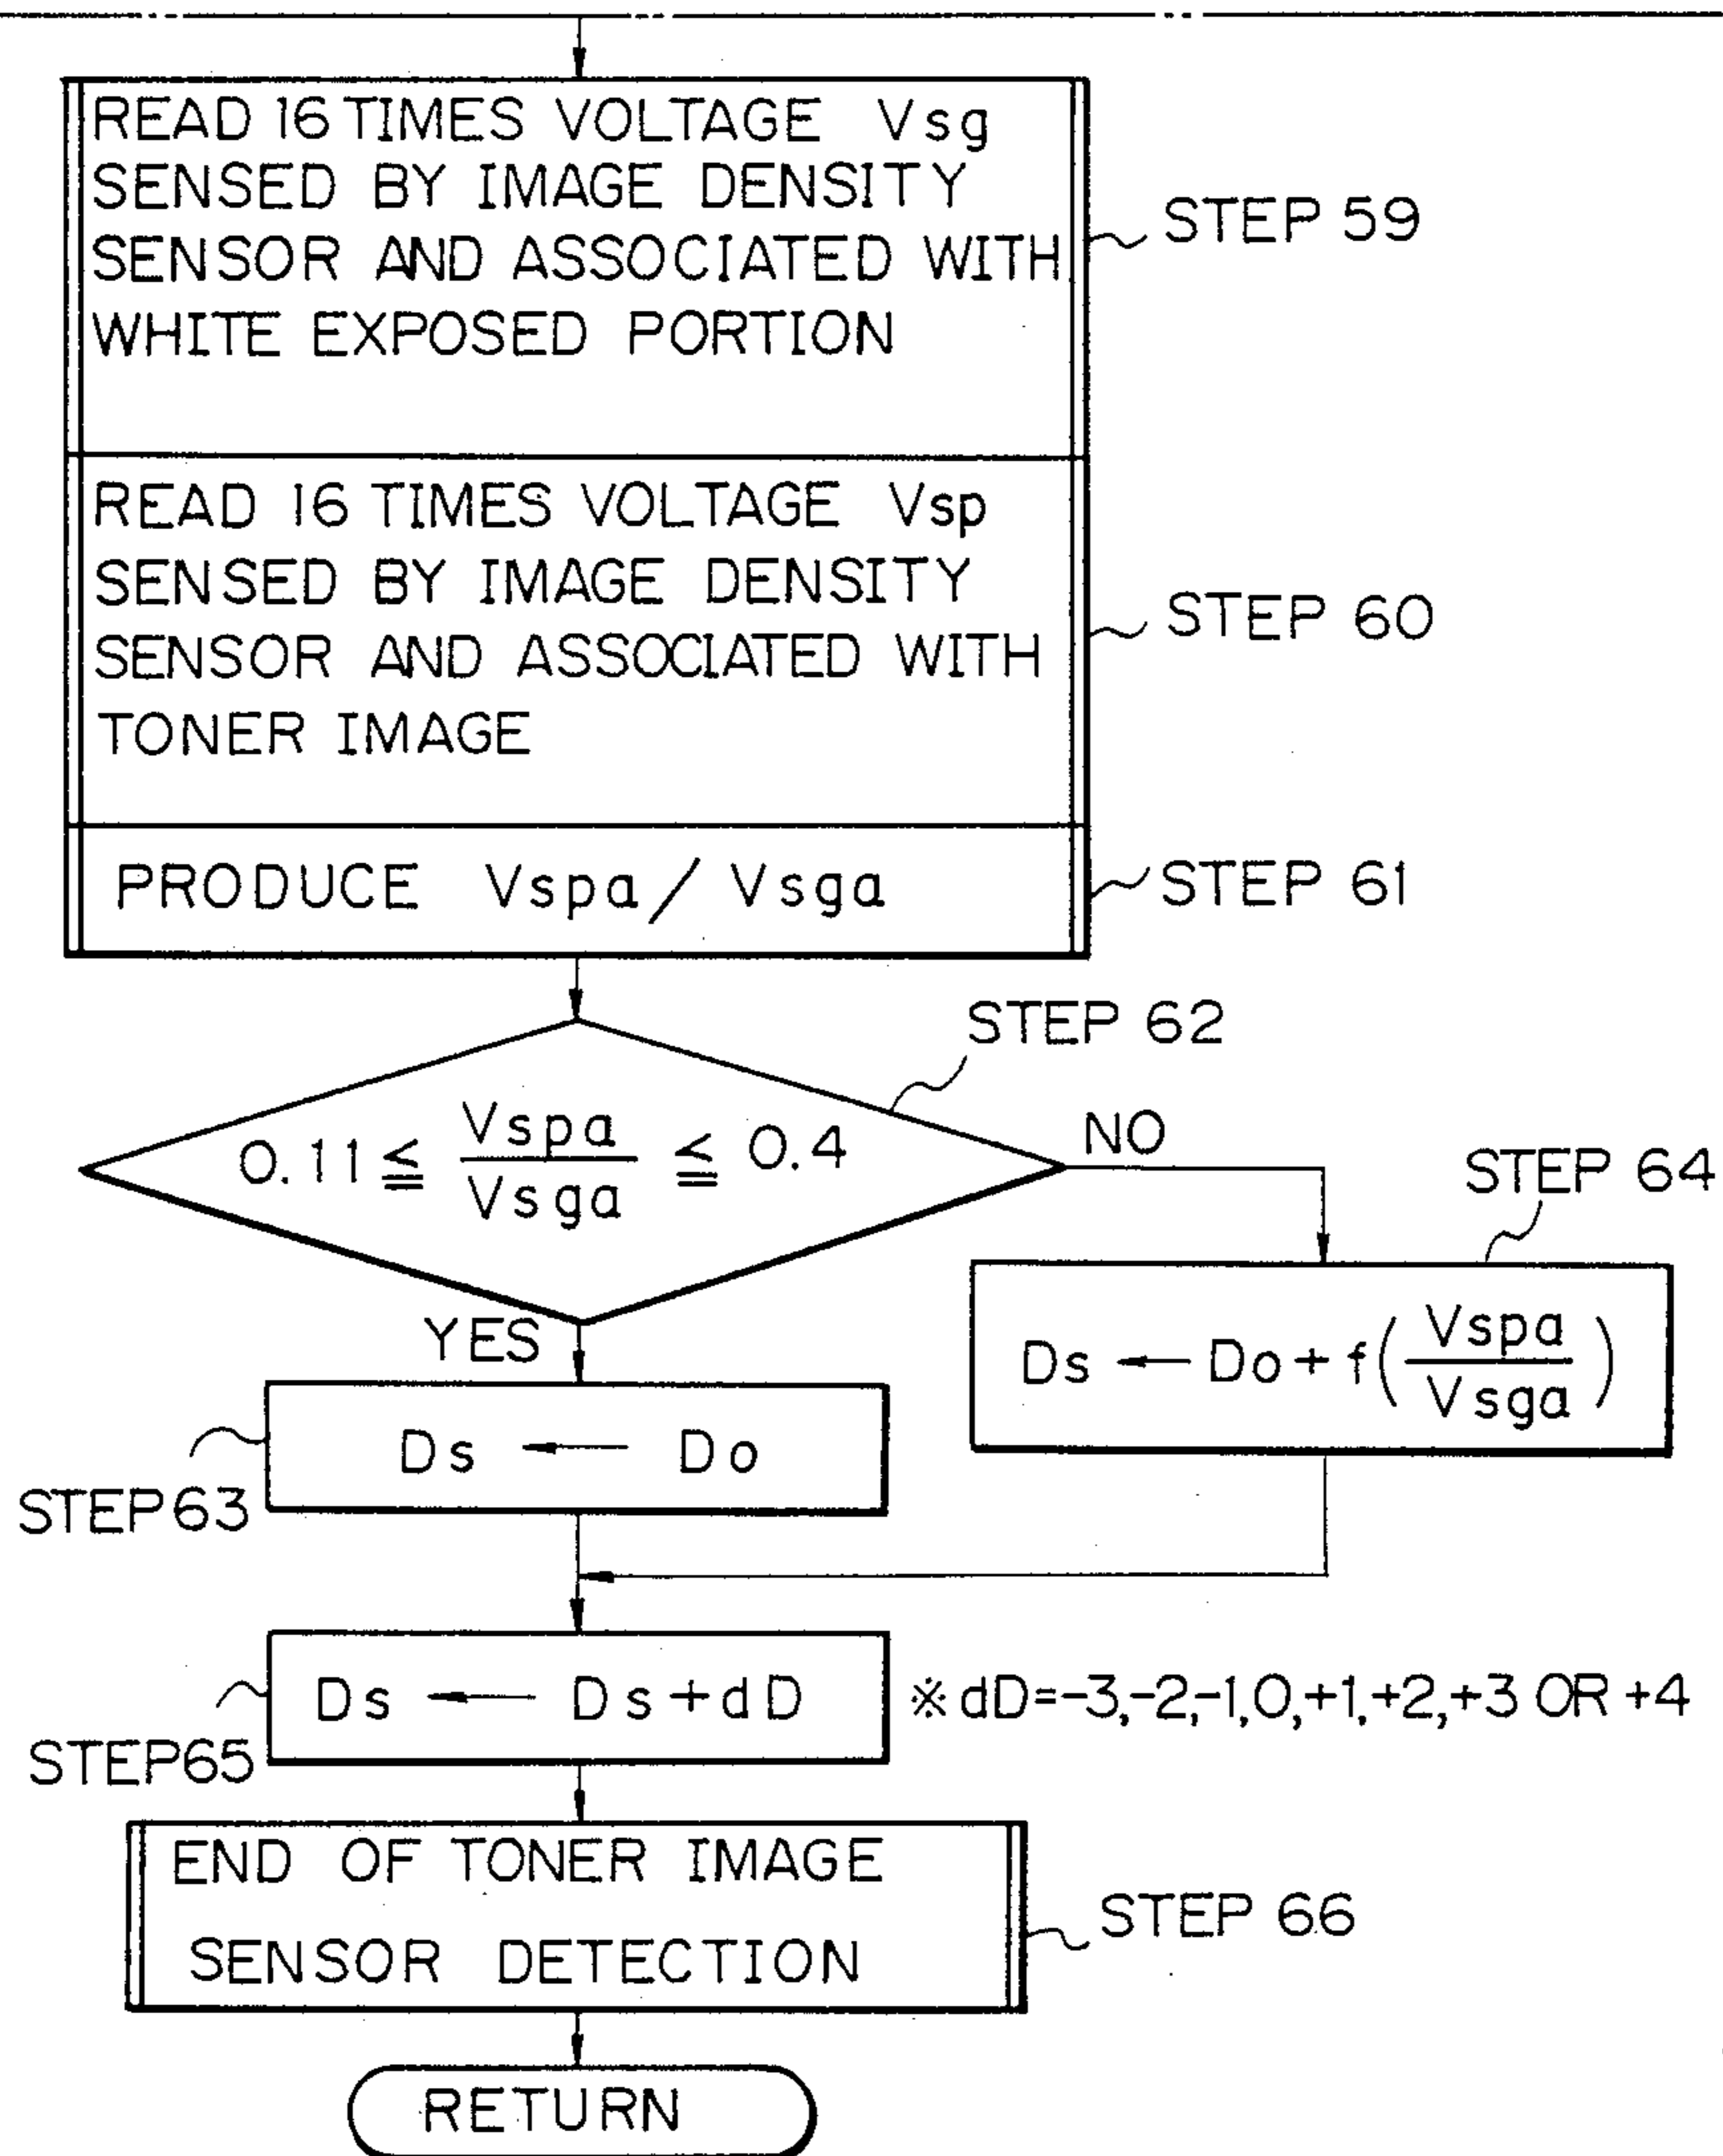 READ 16 TIMES VOLTAGE Vsg
SENSED BY IMAGE DENSITY
SENSOR AND ASSOCIATED WITH
WHITE EXPOSED PORTION
STEP 59
READ 16 TIMES VOLTAGE Vsp
SENSED BY IMAGE DENSITY
SENSOR AND ASSOCIATED WITH
TONER IMAGE
STEP 60
PRODUCE Vspa / Vsga
STEP 61
STEP 62
0.11 ≦ Vspa / Vsga ≦ 0.4
NO
STEP 64
YES
Ds ← Do + f(Vspa / Vsga)
Ds ← Do
STEP 63
Ds ← Ds + dD
※ dD=-3,-2,-1,0,+1,+2,+3 OR +4
STEP 65
END OF TONER IMAGE
SENSOR DETECTION
STEP 66
RETURN